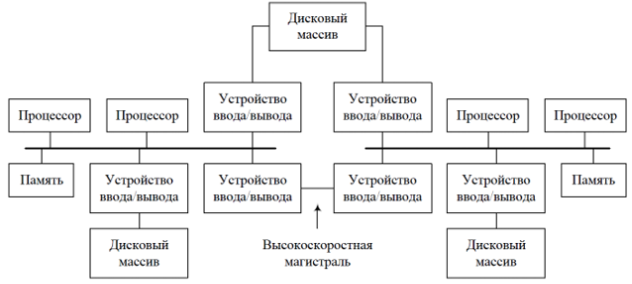 Дисковый
массив
Устройство
ввода/вывода
Устройство
ввода/вывода
Процессор
Процессор
Процессор
Процессор
Память
Устройство
ввода/вывода
Устройство
ввода/вывода
Устройство
ввода/вывода
Устройство
ввода/вывода
Память
Дисковый
массив
Высокоскоростная
магистраль
Дисковый
массив